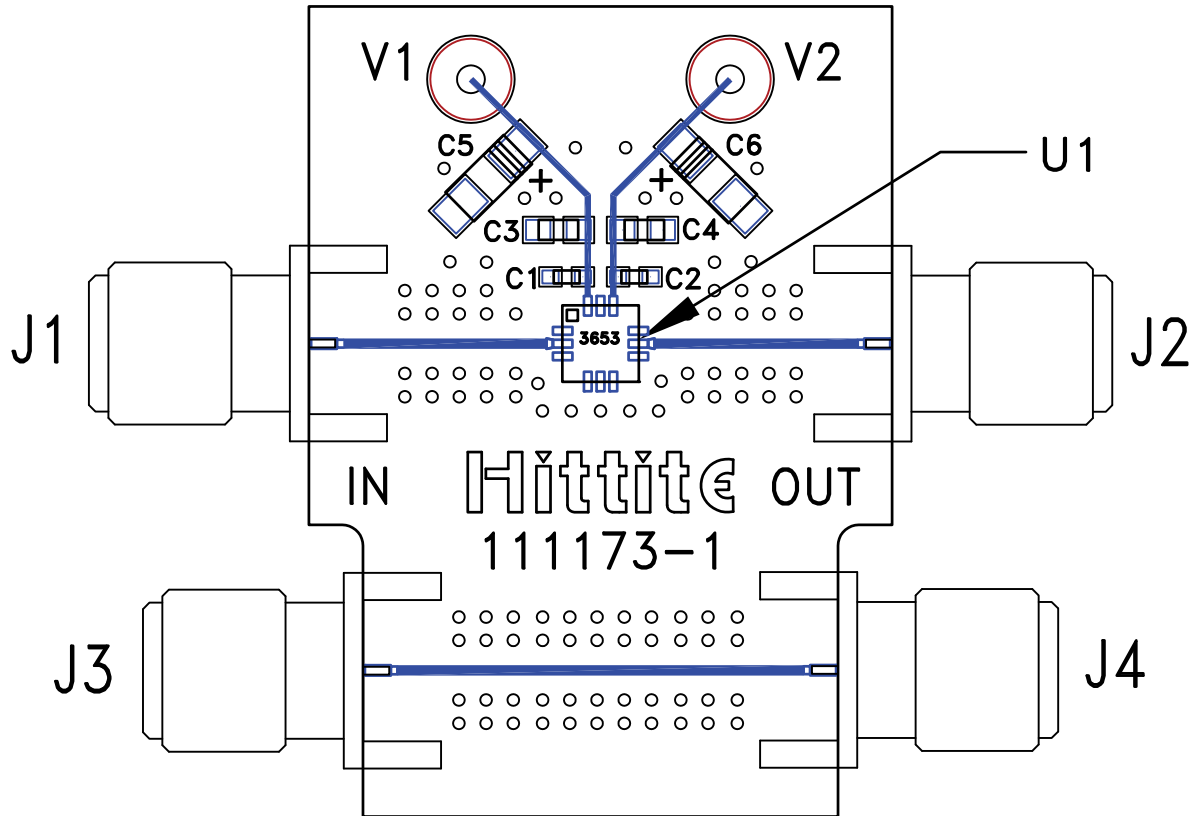 V1 V2
C5 C6
U1
+ +
C3 C4
C1 C2
3653
J1 J2
IN Hittite OUT
111173-1
J3 J4